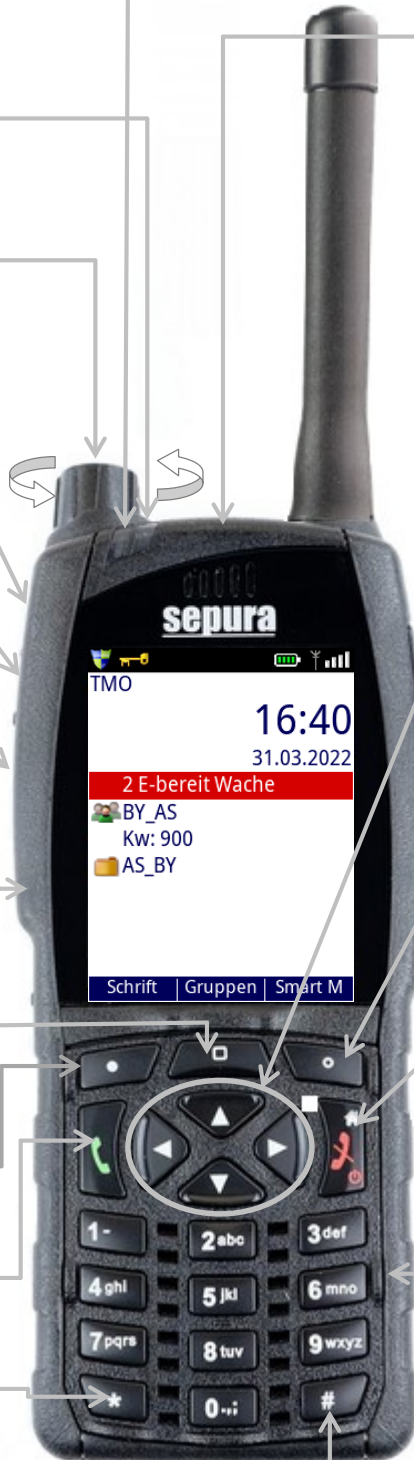 sepura
TMO
16:40
31.03.2022
2 E-bereit Wache
BY_AS
Kw: 900
AS_BY
Schrift Gruppen Smart M
1- 2abc 3def
4ghi 5jkl 6mno
7pqrs 8tuv 9wxyz
* 0.,; #